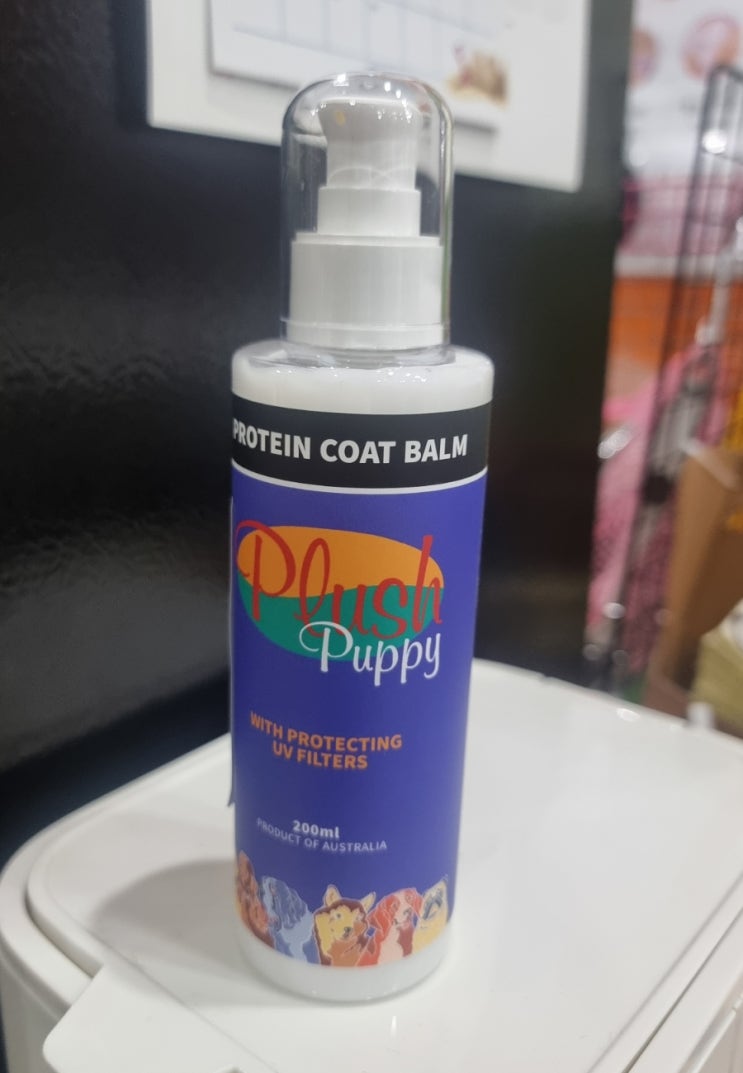 PROTEIN COAT BALM
Plush
Puppy
WITH PROTECTING
UV FILTERS
200ml
PRODUCT OF AUSTRALIA